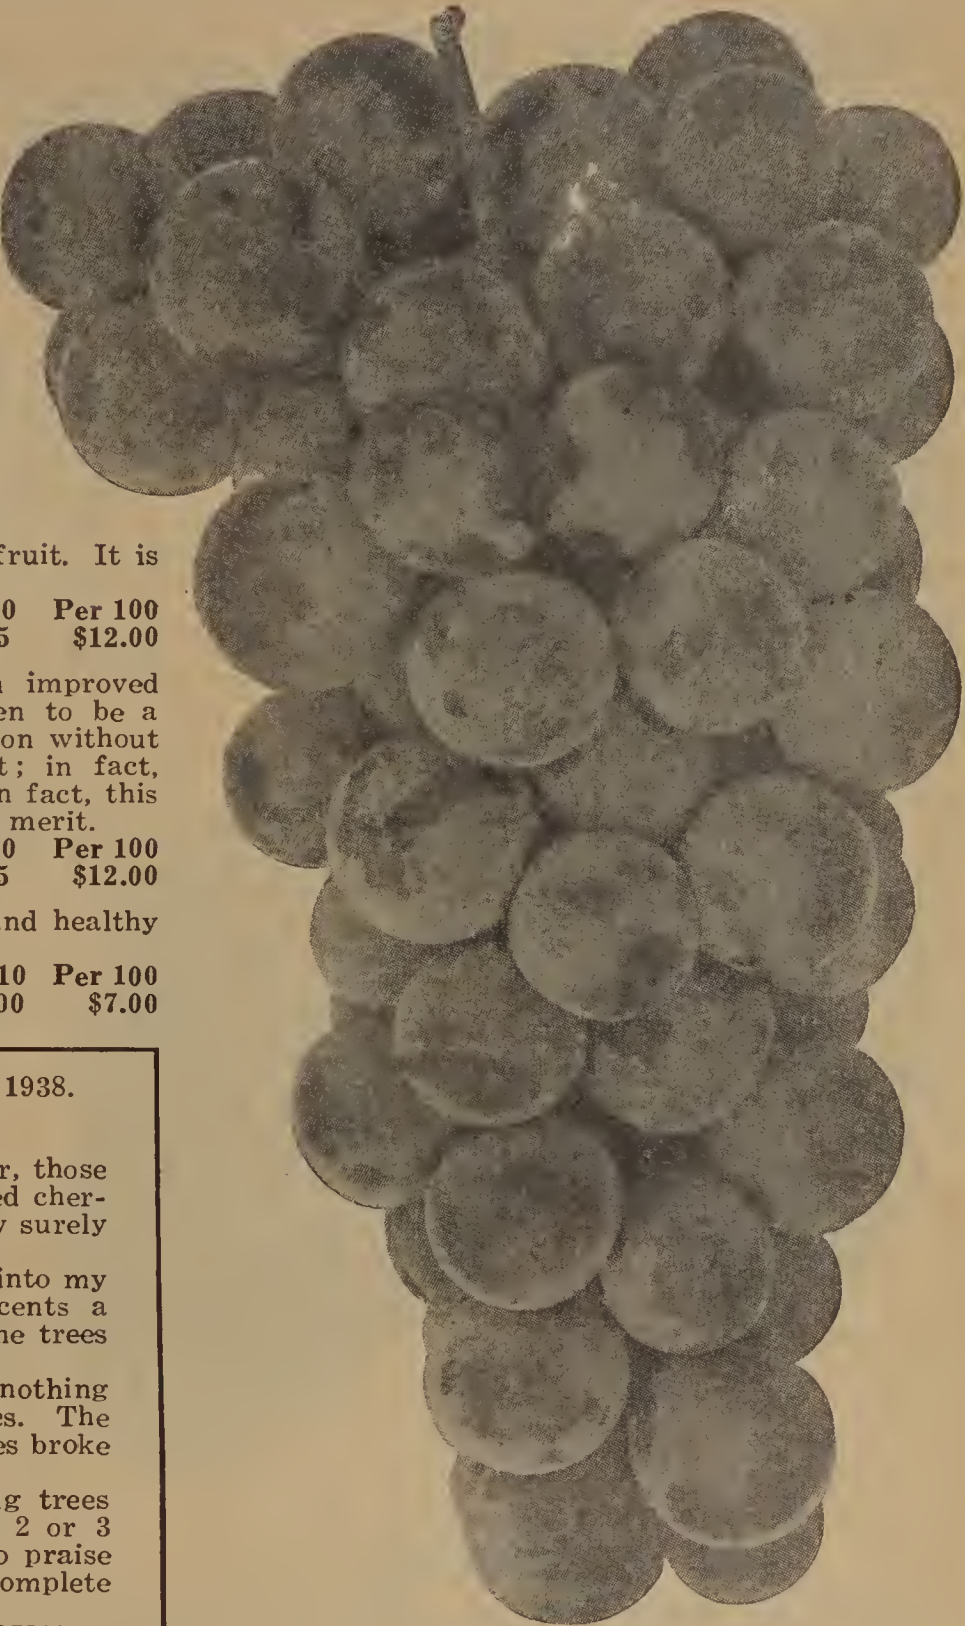 fruit. It is
0 Per 100
5 $12.00
improved
en to be a
on without
t; in fact,
n fact, this
merit.
0 Per 100
5 $12.00
and healthy
10 Per 100
00 $7.00
1938.
r, those
ed cher-
y surely
into my
cents a
he trees
nothing
es. The
es broke
g trees
2 or 3
o praise
omplete